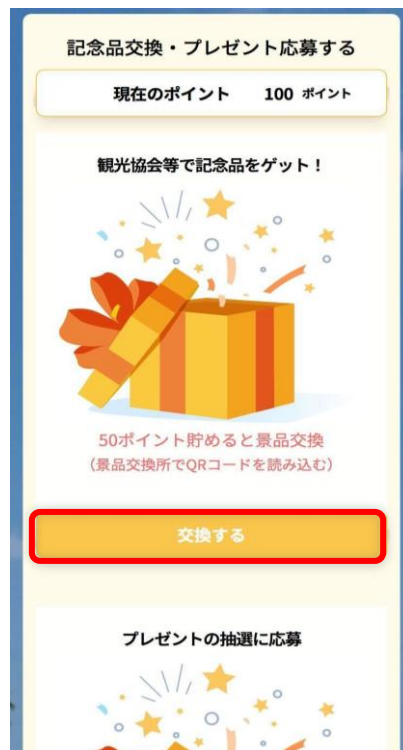 記念品交換・プレゼント応募する
現在のポイント 100 ポイント
観光協会等で記念品をゲット！
50ポイント貯めると景品交換
（景品交換所でQRコードを読み込む）
交換する
プレゼントの抽選に応募